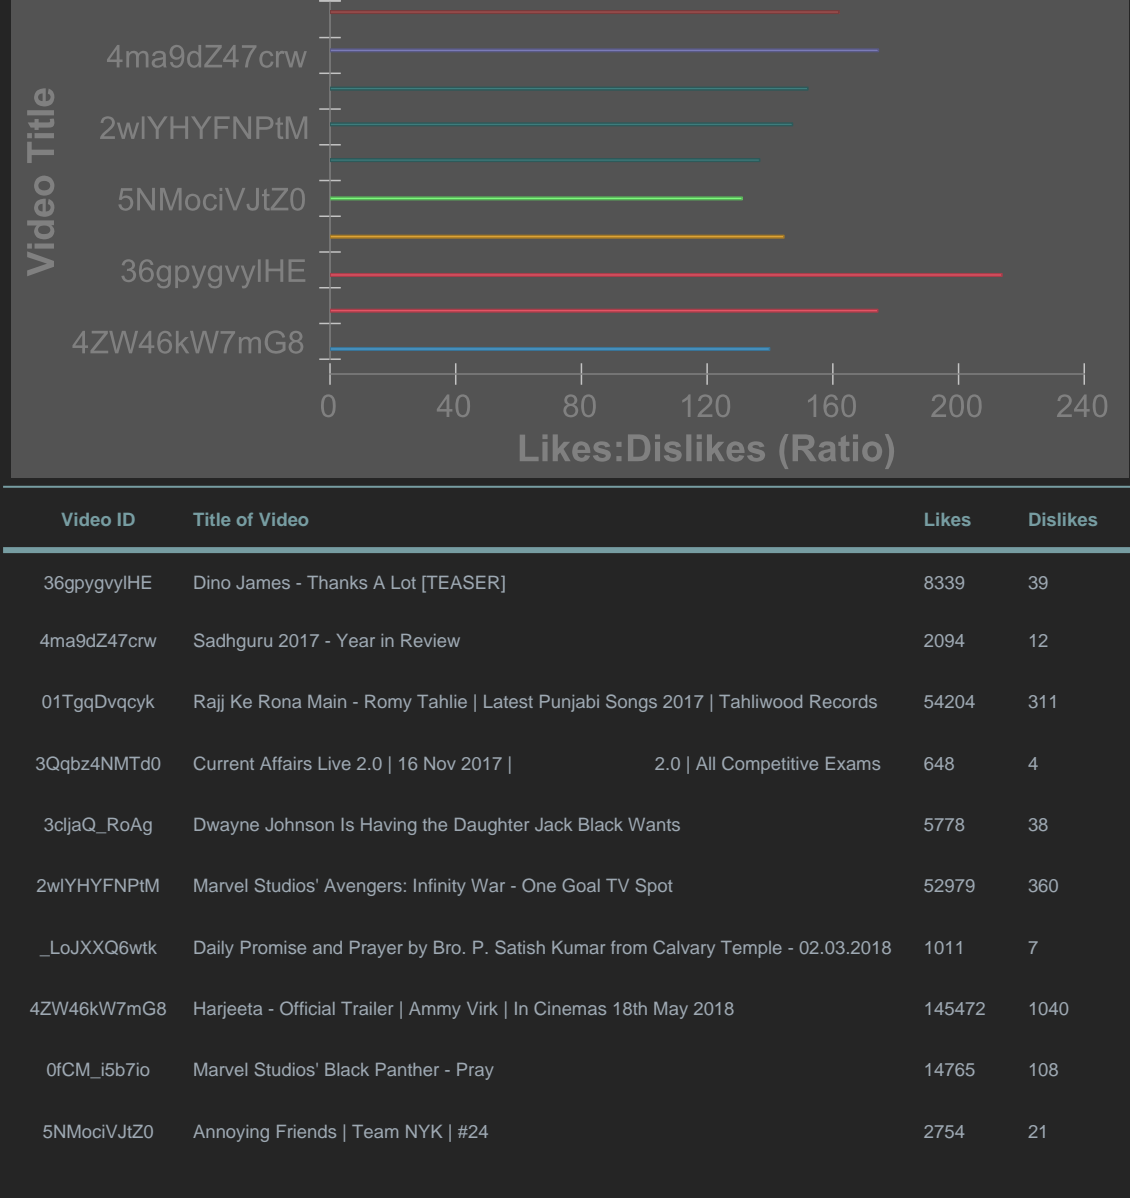 Video Title
4ma9dZ47crw
2wlYHYFNPtM
5NMociVJtZ0
36gpygvylHE
4ZW46kW7mG8
0 40 80 120 160 200 240
Likes:Dislikes (Ratio)
Video ID Title of Video Likes Dislikes
36gpygvylHE Dino James - Thanks A Lot [TEASER] 8339 39
4ma9dZ47crw Sadhguru 2017 - Year in Review 2094 12
01TgqDvqcyk Rajj Ke Rona Main - Romy Tahlie | Latest Punjabi Songs 2017 | Tahliwood Records 54204 311
3Qqbz4NMTd0 Current Affairs Live 2.0 | 16 Nov 2017 | 2.0 | All Competitive Exams 648 4
3cljaQ_RoAg Dwayne Johnson Is Having the Daughter Jack Black Wants 5778 38
2wlYHYFNPtM Marvel Studios' Avengers: Infinity War - One Goal TV Spot 52979 360
_LoJXXQ6wtk Daily Promise and Prayer by Bro. P. Satish Kumar from Calvary Temple - 02.03.2018 1011 7
4ZW46kW7mG8 Harjeeta - Official Trailer | Ammy Virk | In Cinemas 18th May 2018 145472 1040
0fCM_i5b7io Marvel Studios' Black Panther - Pray 14765 108
5NMociVJtZ0 Annoying Friends | Team NYK | #24 2754 21